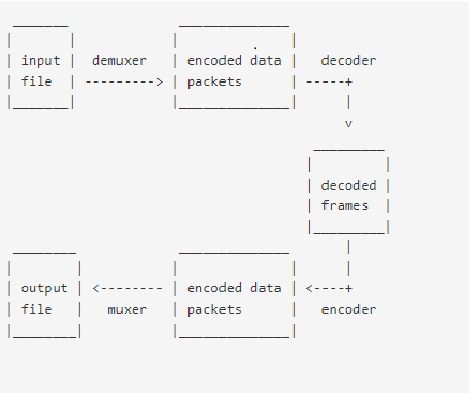 input demuxer encoded data decoder
file packets
decoded
frames
output encoded data
file muxer packets encoder